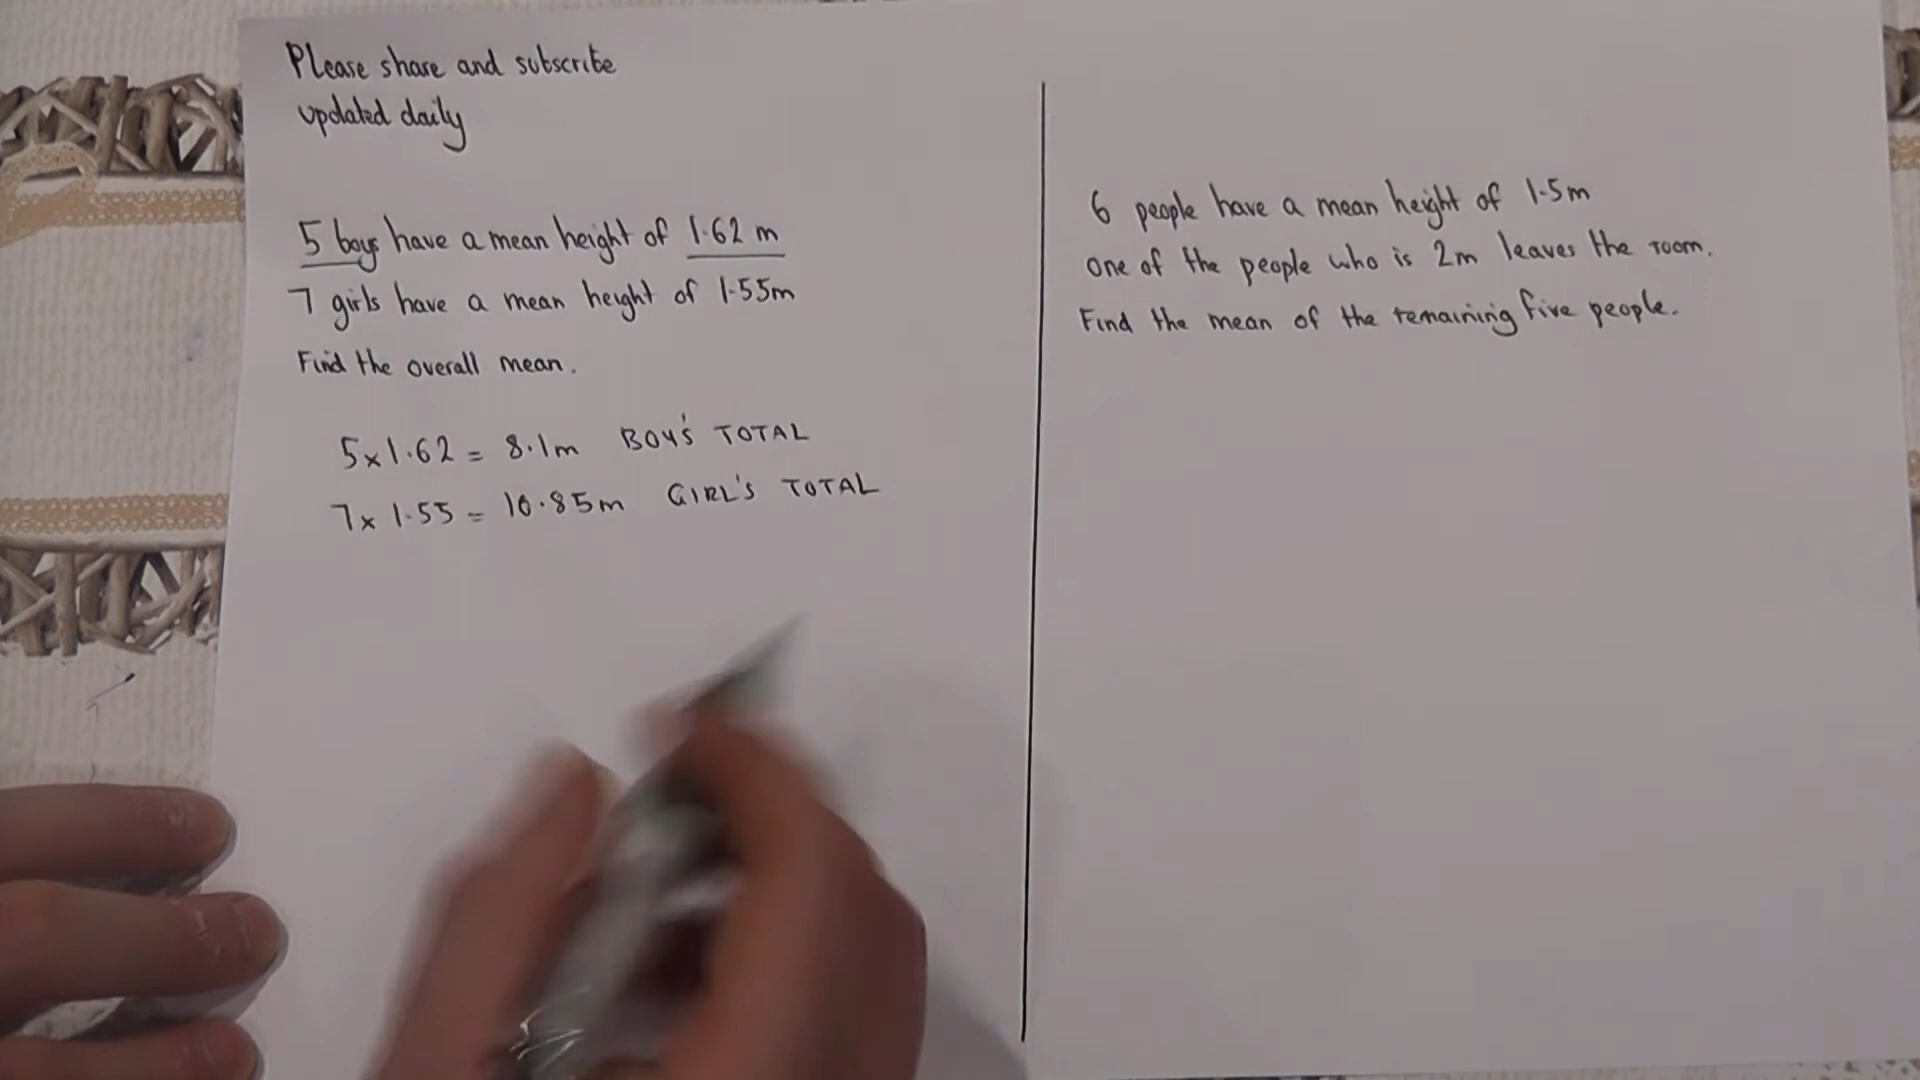 Please share and subscribe
updated daily
5 boys have a mean height of 1.62 m
7 girls have a mean height of 1.55m
Find the overall mean.
5x1.62 = 8.1m BOY'S TOTAL
7x 1.55 = 10.85m GIRL'S TOTAL
6 people have a mean height of 1.5m
one of the people who is 2m leaves the room.
Find the mean of the remaining five people.